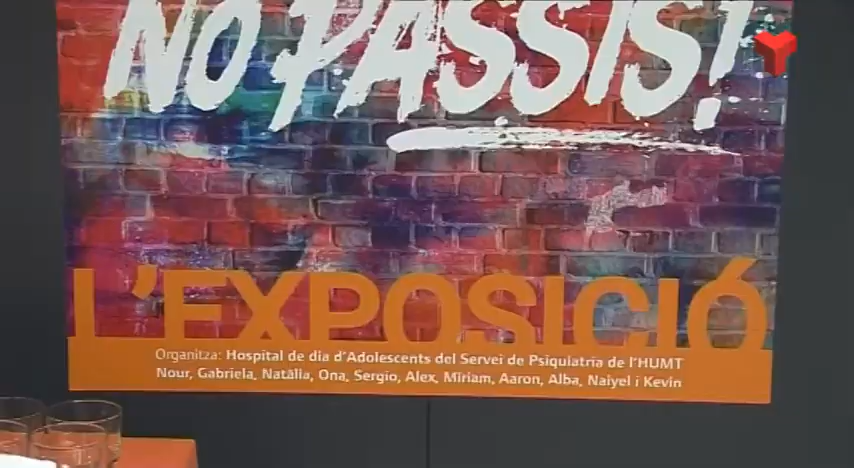 NO PASSIS!
L'EXPOSICIÓ
Organitza: Hospital de dia d'Adolescents del Servei de Psiquiatria de l'HUMT
Nour, Gabriela, Natàlia, Ona, Sergio, Alex, Míriam, Aaron, Alba, Naiyel i Kevin